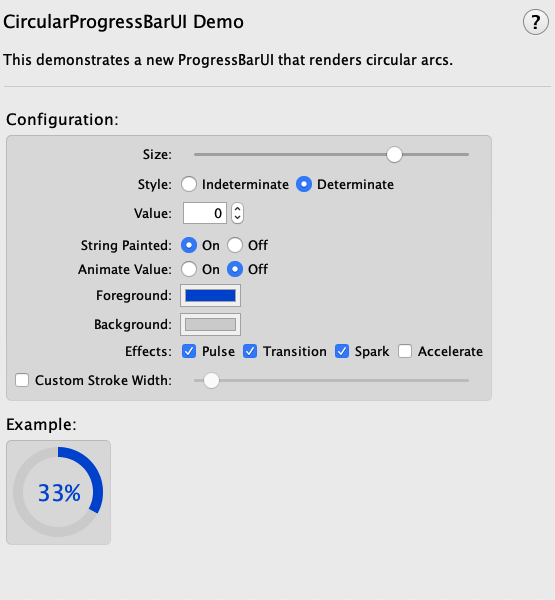 CircularProgressBarUI Demo ?
This demonstrates a new ProgressBarUI that renders circular arcs.
Configuration:
Size:
Style: Indeterminate Determinate
Value: 0
String Painted: On Off
Animate Value: On Off
Foreground:
Background:
Effects: Pulse Transition Spark Accelerate
Custom Stroke Width:
Example:
33%